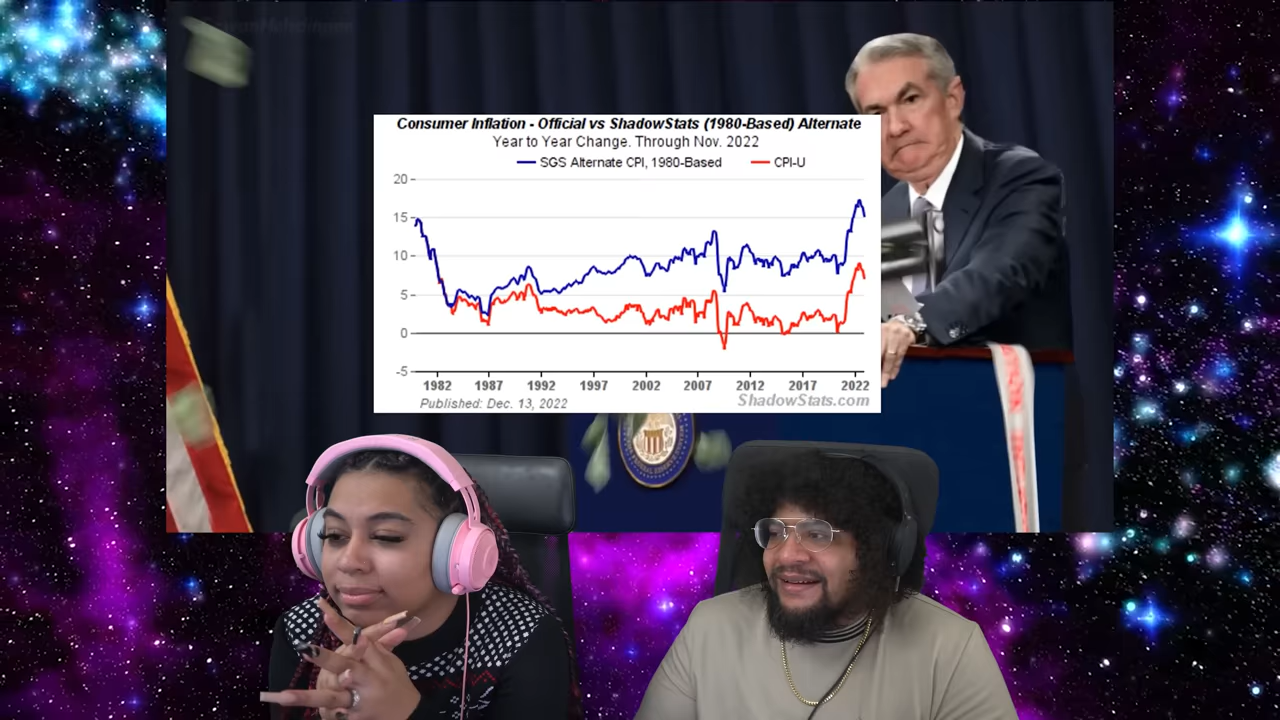 Consumer Inflation - Official vs ShadowStats (1980-Based) Alternate
Year to Year Change. Through Nov. 2022
SGS Alternate CPI, 1980-Based CPI-U
20
15
10
5
0
-5
1982 1987 1992 1997 2002 2007 2012 2017 2022
Published: Dec. 13, 2022 ShadowStats.com